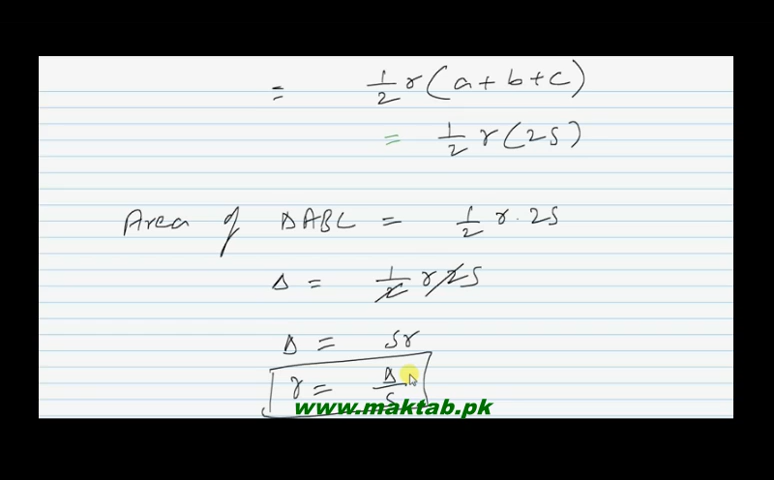 = 1/2 r (a + b + c)
= 1/2 r (2S)
Area of ΔABC = 1/2 r . 2S
Δ = 1/2 r 2S
Δ = Sr
r = Δ/S
www.maktab.pk